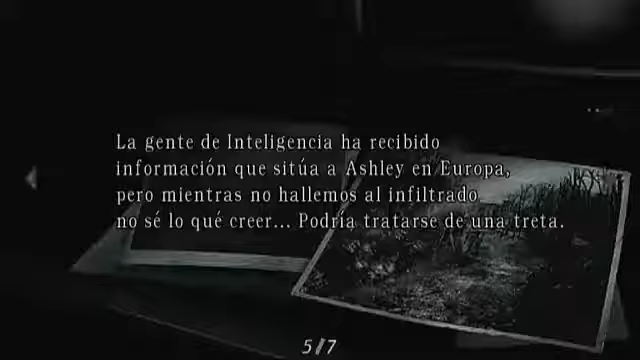 La gente de Inteligencia ha recibido
información que sitúa a Ashley en Europa,
pero mientras no hallemos al infiltrado
no sé lo qué creer... Podría tratarse de una treta.
5/7